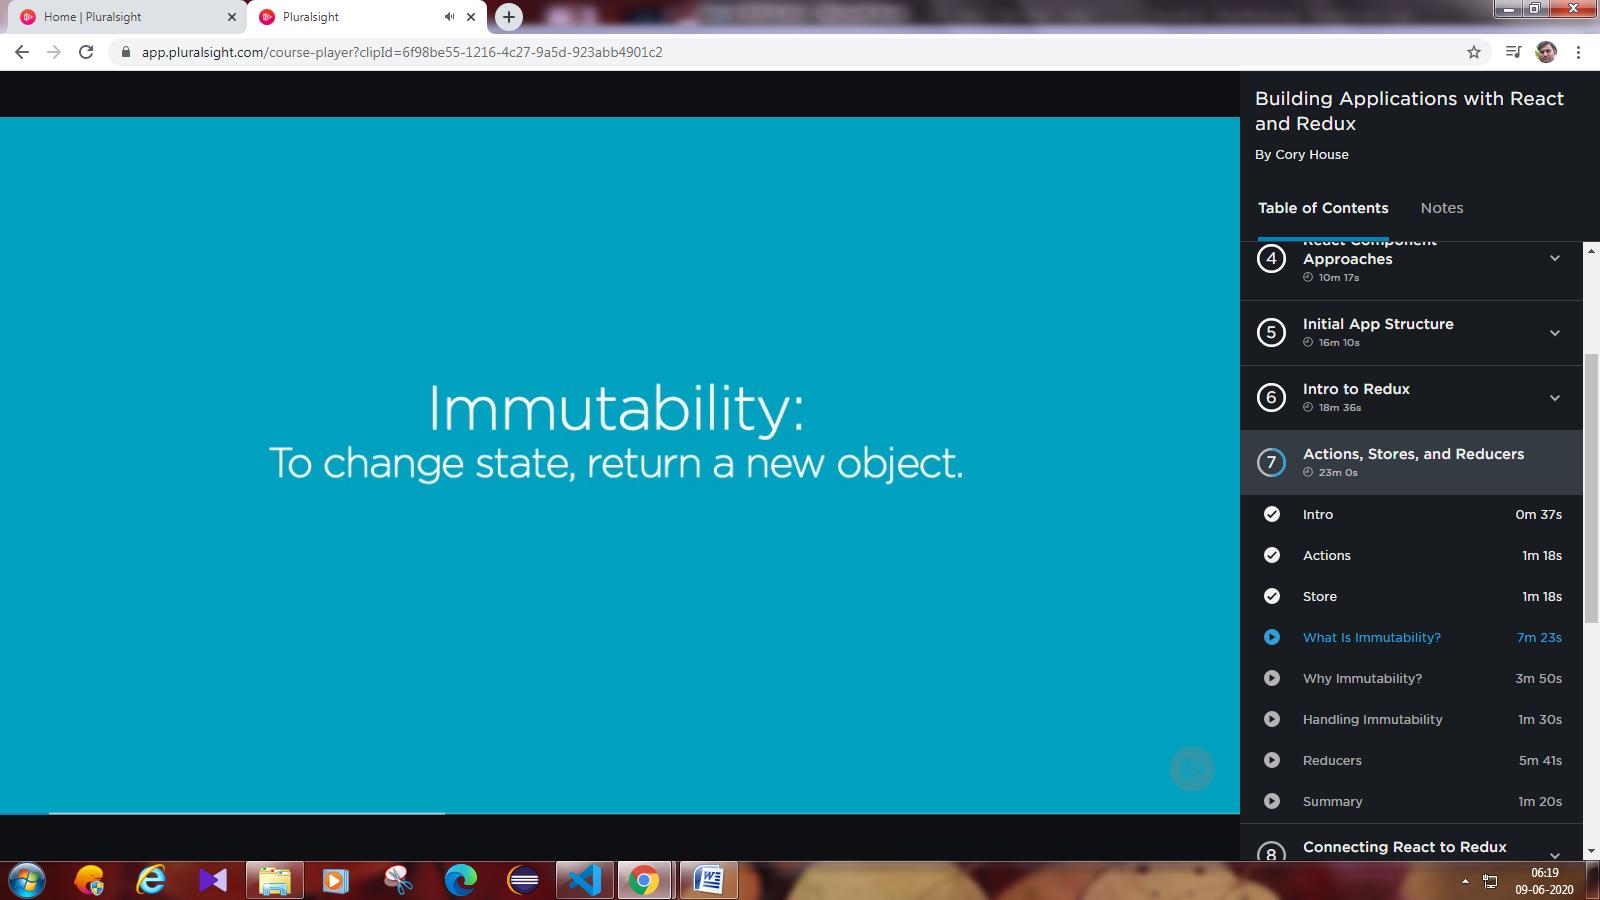 Home | Pluralsight
Pluralsight
app.pluralsight.com/course-player?clipId=6f98be55-1216-4c27-9a5d-923abb4901c2
Immutability:
To change state, return a new object.
Building Applications with React
and Redux
By Cory House
Table of Contents
Notes
4
React Component
Approaches
10m 17s
5
Initial App Structure
16m 10s
6
Intro to Redux
18m 36s
7
Actions, Stores, and Reducers
23m 0s
Intro 0m 37s
Actions 1m 18s
Store 1m 18s
What Is Immutability? 7m 23s
Why Immutability? 3m 50s
Handling Immutability 1m 30s
Reducers 5m 41s
Summary 1m 20s
8
Connecting React to Redux
06:19
09-06-2020